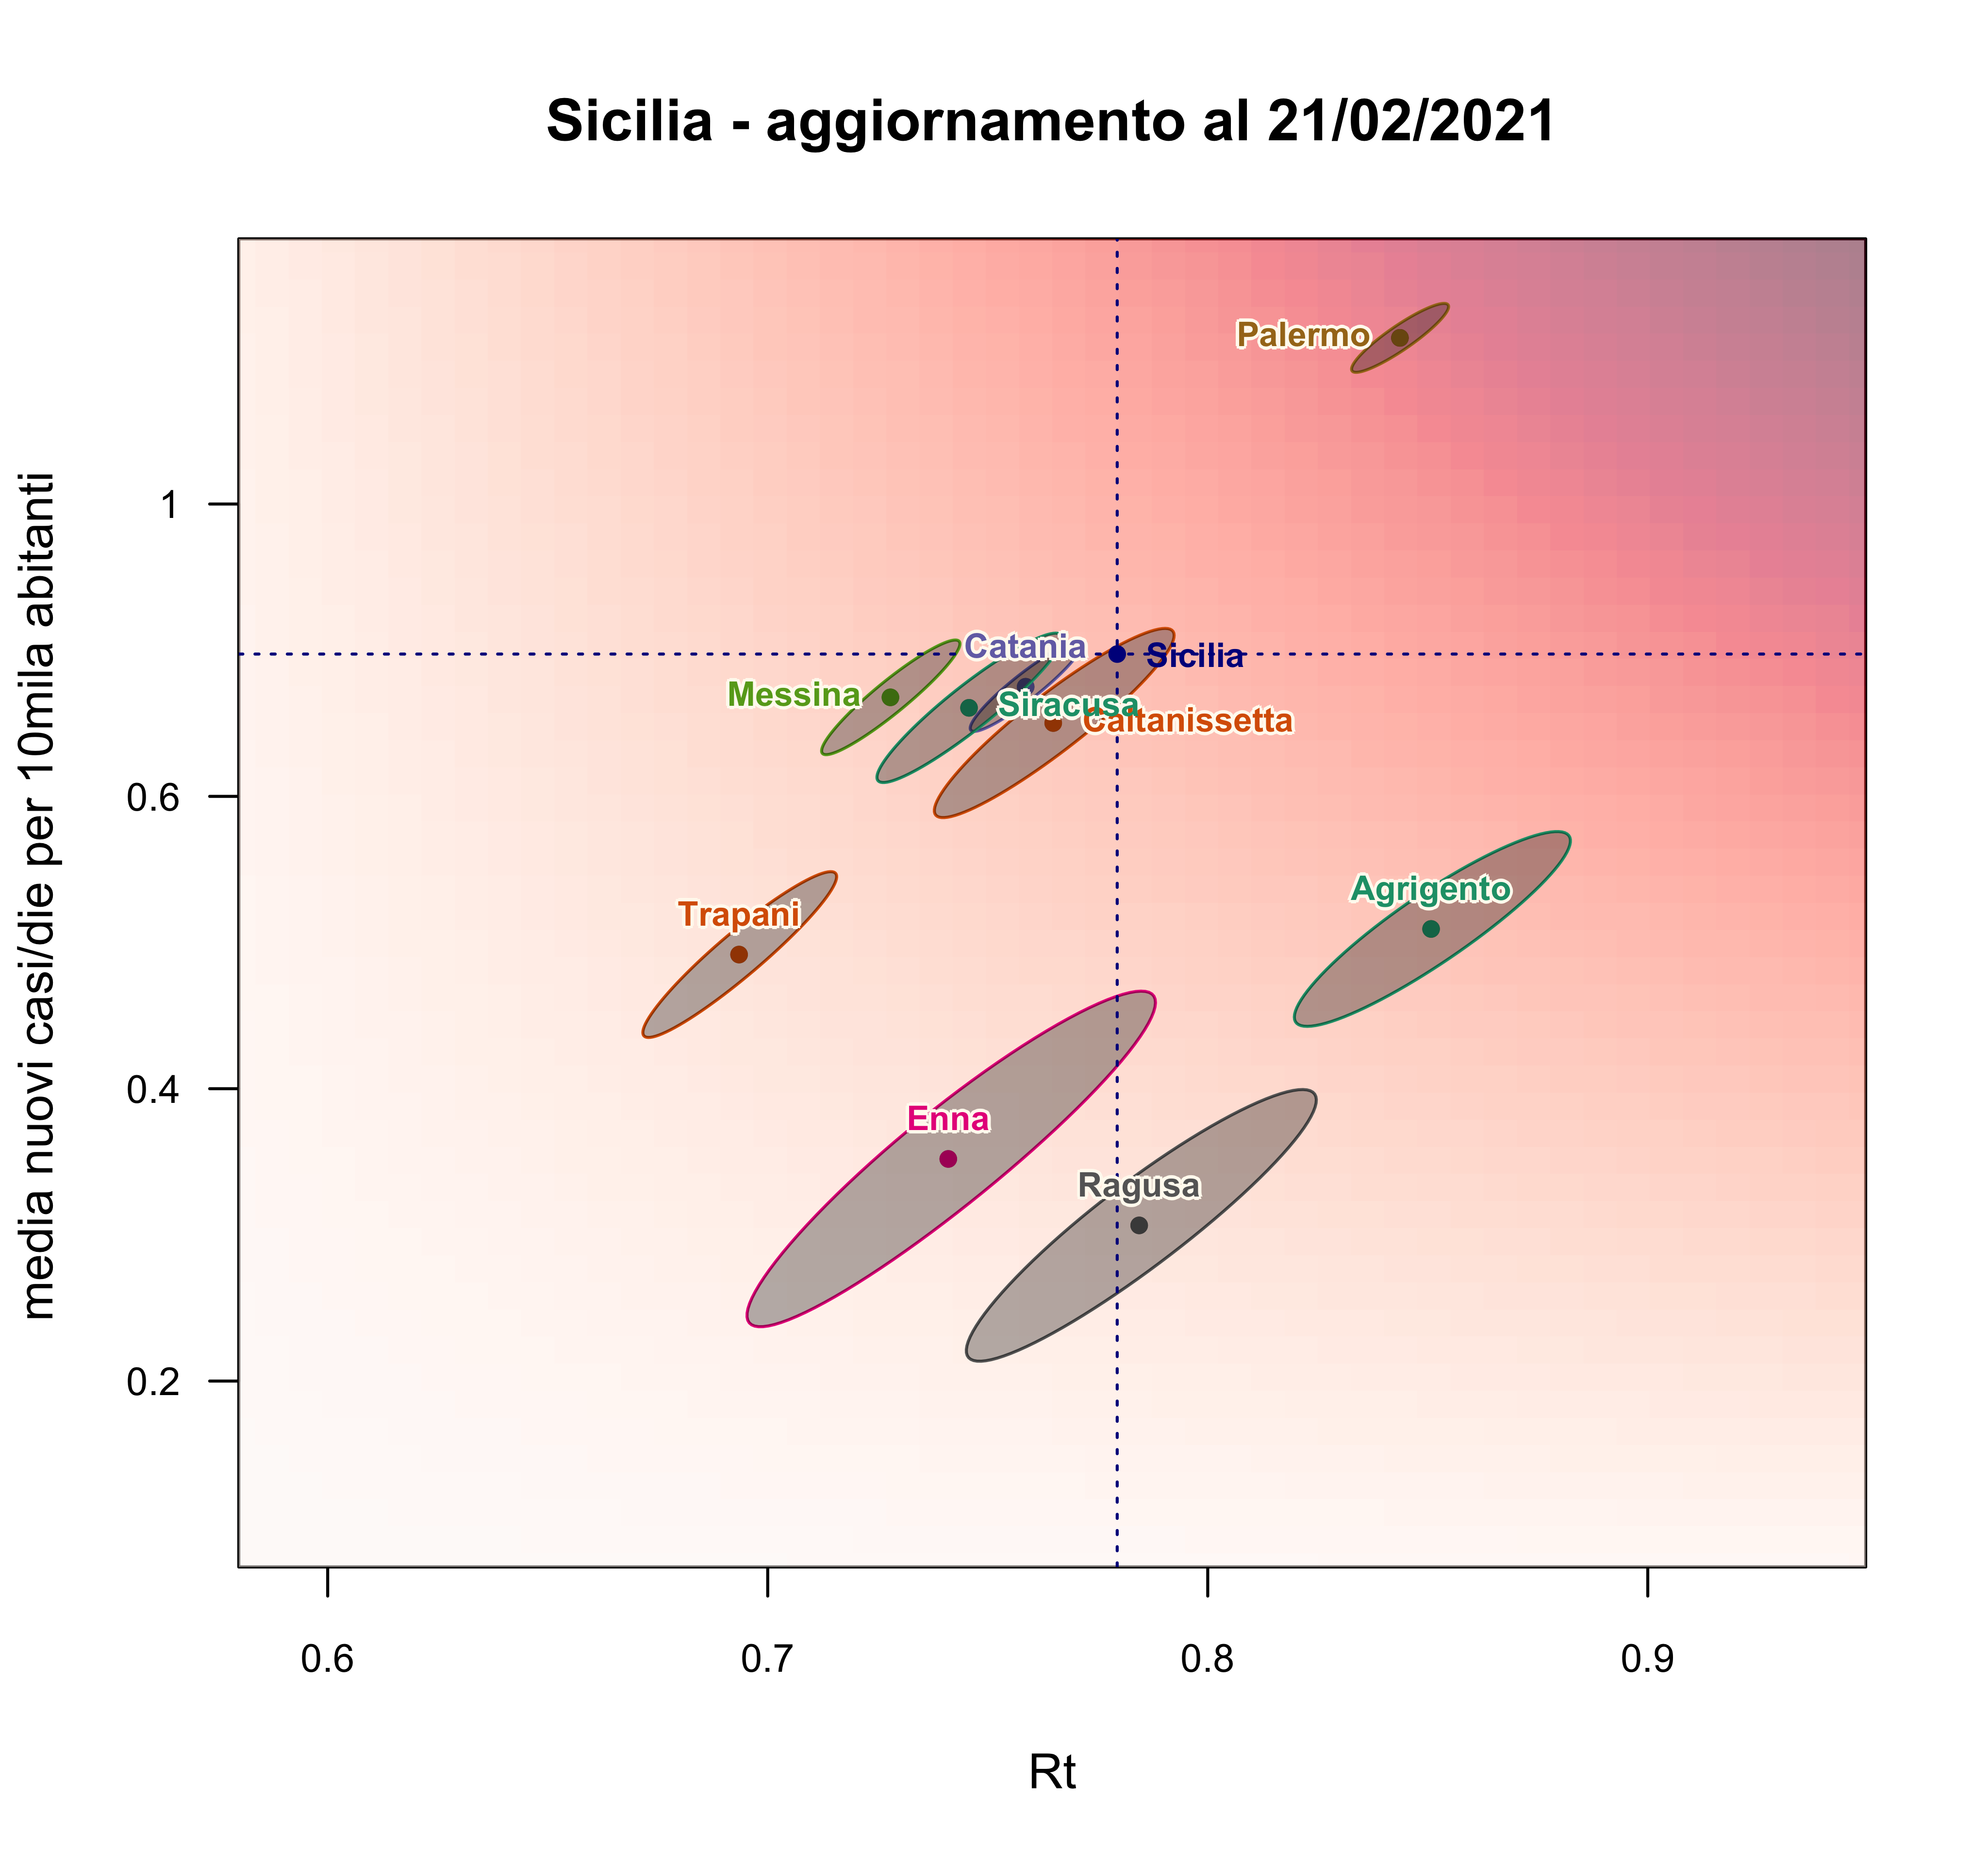 Sicilia - aggiornamento al 21/02/2021
media nuovi casi/die per 10mila abitanti
1
0.6
0.4
0.2
Palermo
Catania
Sicilia
Messina
Siracusa
Caltanissetta
Agrigento
Trapani
Enna
Ragusa
0.6 0.7 0.8 0.9
Rt